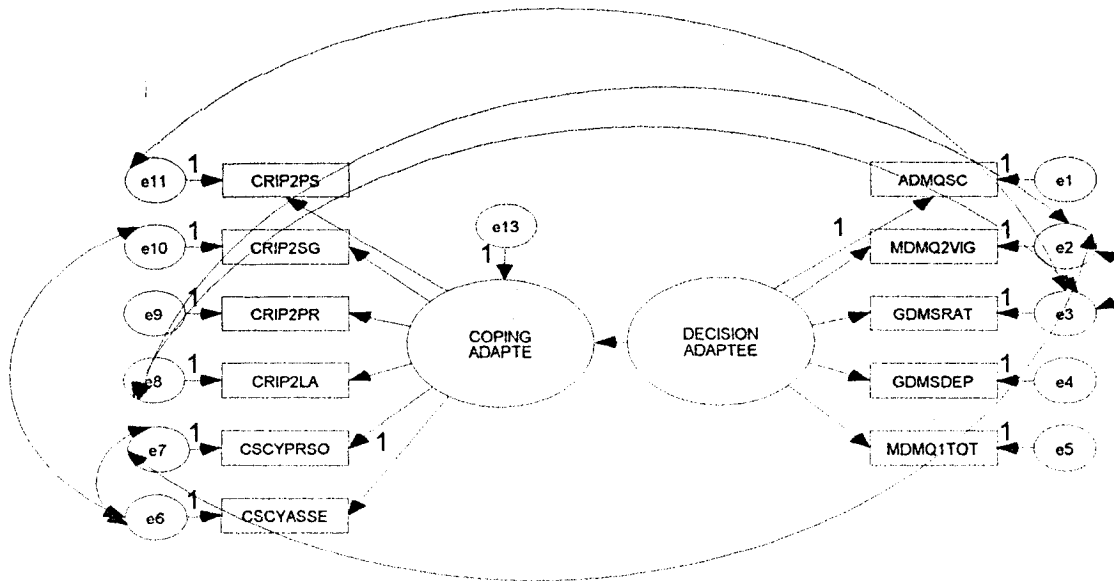 e11 1 CRIP2PS ADMQSC 1 e1
e10 1 CRIP2SG e13 1 1 MDMQ2VIG 1 e2
e9 1 CRIP2PR COPING ADAPTE DECISION ADAPTEE GDMSRAT 1 e3
e8 1 CRIP2LA GDMSDEP 1 e4
e7 1 CSCYPRSO 1 MDMQ1TOT 1 e5
e6 1 CSCYASSE